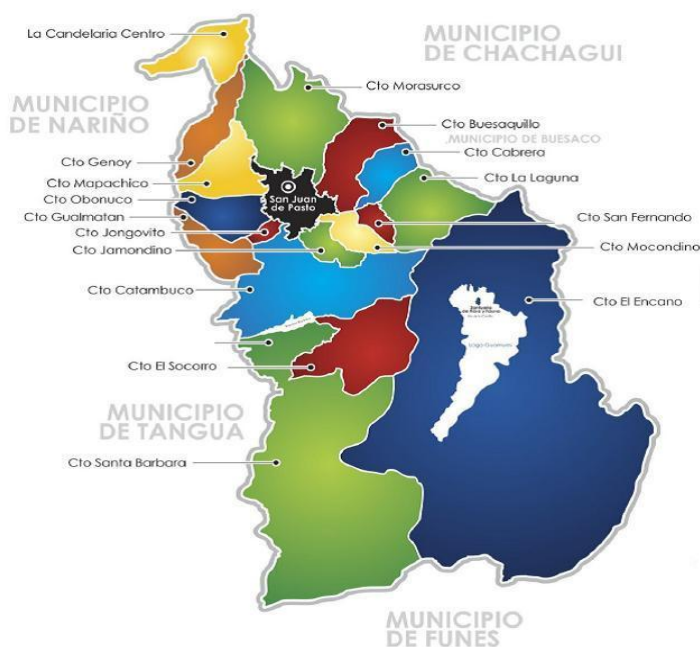 La Candelaria Centro
MUNICIPIO
DE CHACHAGUI
Cto Morasurco
MUNICIPIO
DE NARIÑO
Cto Buesaquillo
MUNICIPIO DE BUESACO
Cto Cabrera
Cto Genoy
Cto La Laguna
Cto Mapachico
Cto Obonuco
San Juan
de Pasto
Cto Gualmatan
Cto San Fernando
Cto Jongovito
Cto Mocondino
Cto Jamondino
Cto Catambuco
Cto El Encano
Lago Guamues
Cto El Socorro
MUNICIPIO
DE TANGUA
Cto Santa Barbara
MUNICIPIO
DE FUNES